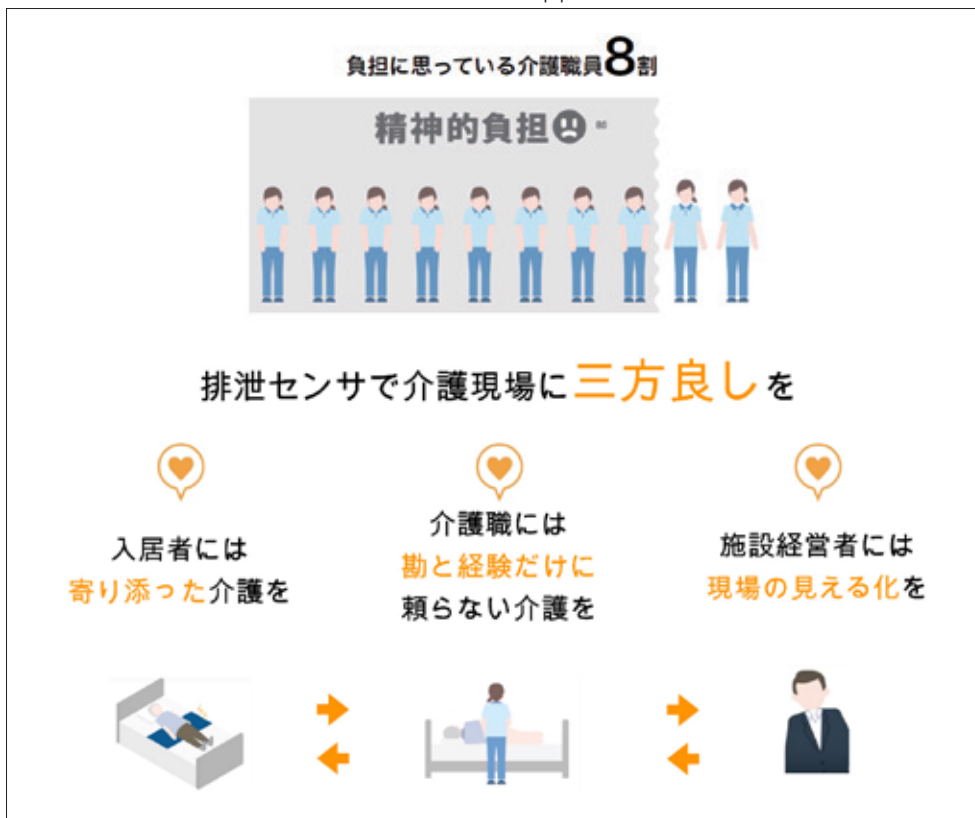 負担に思っている介護職員8割
精神的負担
排泄センサで介護現場に三方良しを
入居者には
寄り添った介護を
介護職には
勘と経験だけに
頼らない介護を
施設経営者には
現場の見える化を